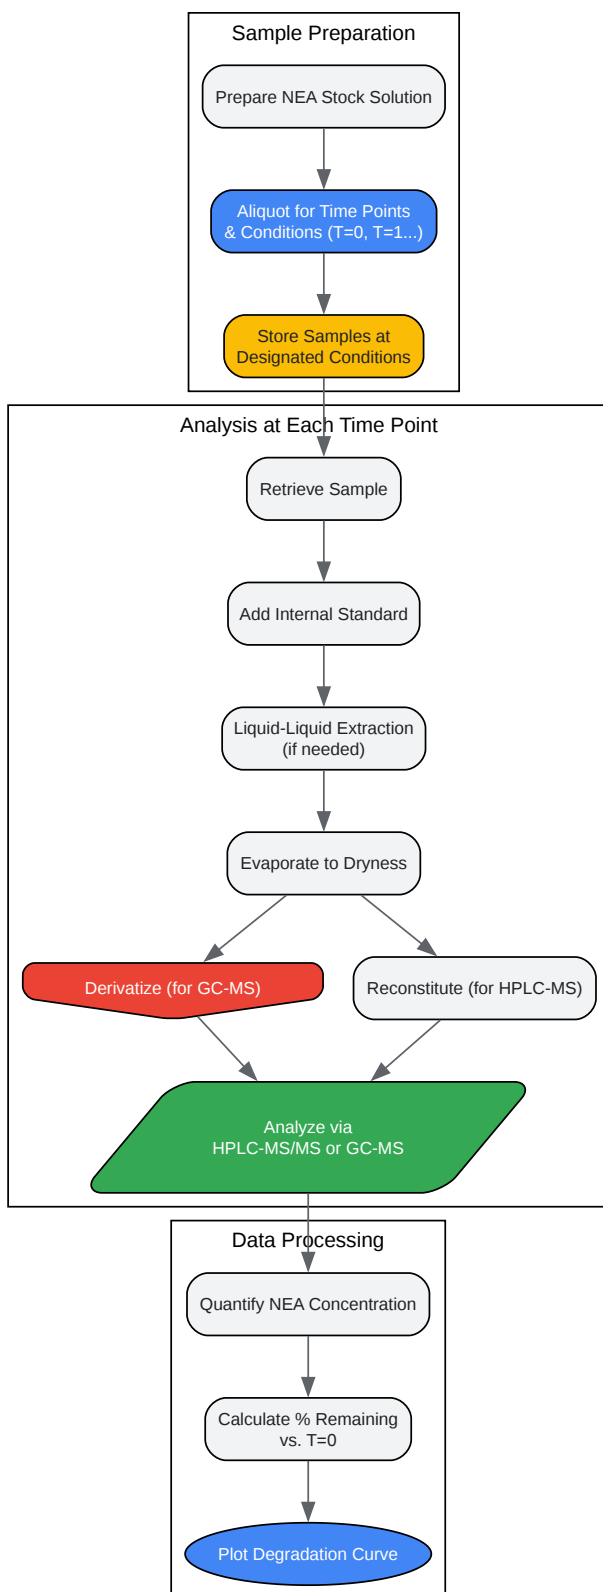 Sample Preparation
Prepare NEA Stock Solution
Aliquot for Time Points
& Conditions (T=0, T=1...)
Store Samples at
Designated Conditions
Analysis at Each Time Point
Retrieve Sample
Add Internal Standard
Liquid-Liquid Extraction
(if needed)
Evaporate to Dryness
Derivatize (for GC-MS)
Reconstitute (for HPLC-MS)
Analyze via
HPLC-MS/MS or GC-MS
Data Processing
Quantify NEA Concentration
Calculate % Remaining
vs. T=0
Plot Degradation Curve